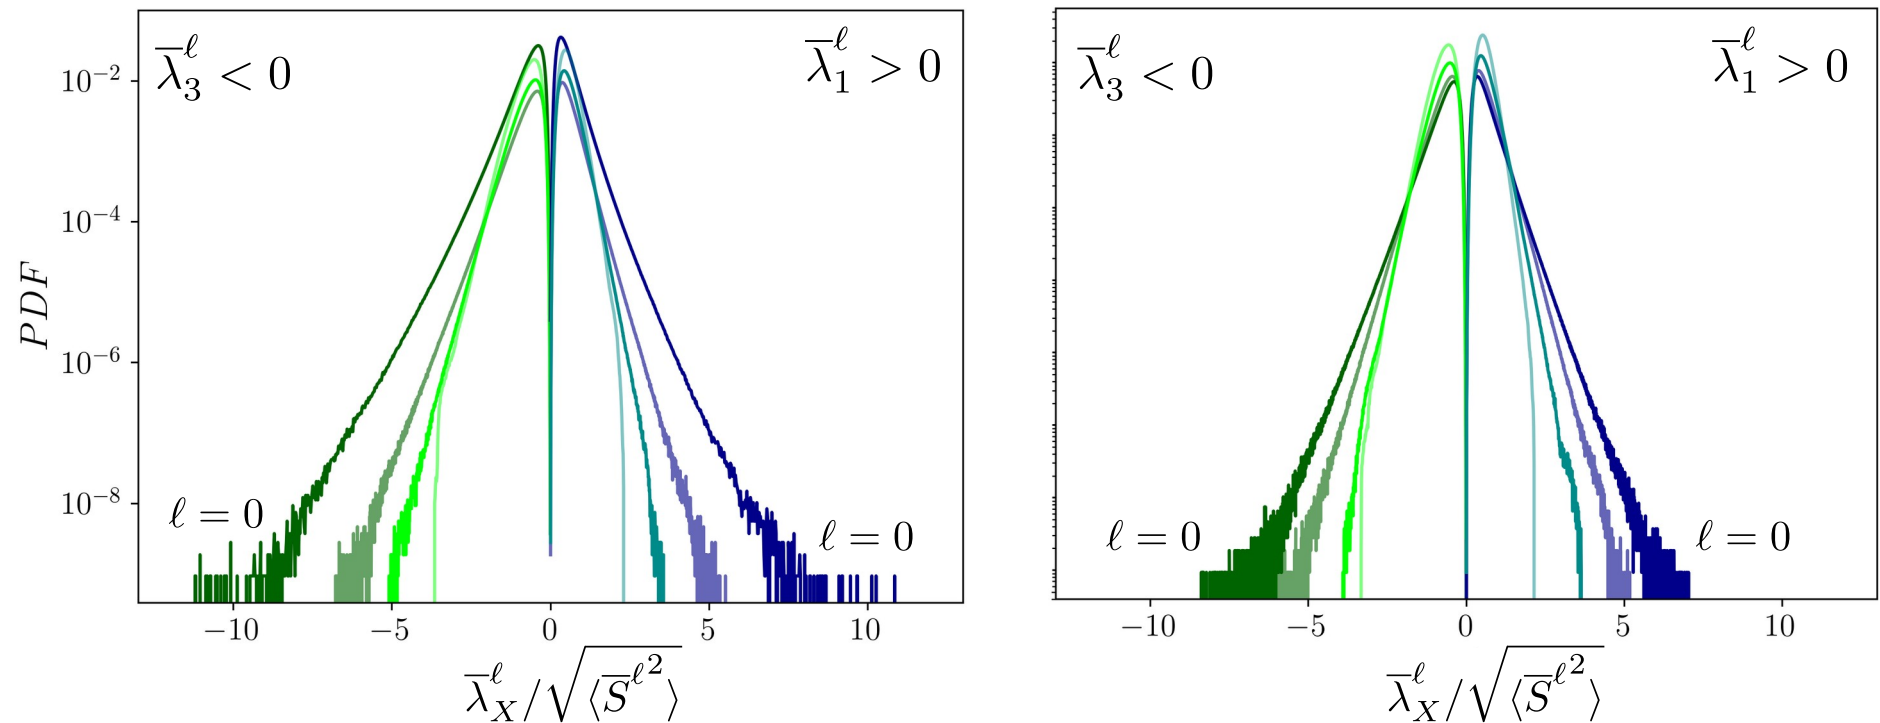 λ̄₃^ℓ < 0
λ̄₁^ℓ > 0
10⁻²
10⁻⁴
10⁻⁶
10⁻⁸
PDF
ℓ = 0
ℓ = 0
−10
−5
0
5
10
λ̄_X^ℓ/√⟨S̄^ℓ²⟩
λ̄₃^ℓ < 0
λ̄₁^ℓ > 0
ℓ = 0
ℓ = 0
−10
−5
0
5
10
λ̄_X^ℓ/√⟨S̄^ℓ²⟩